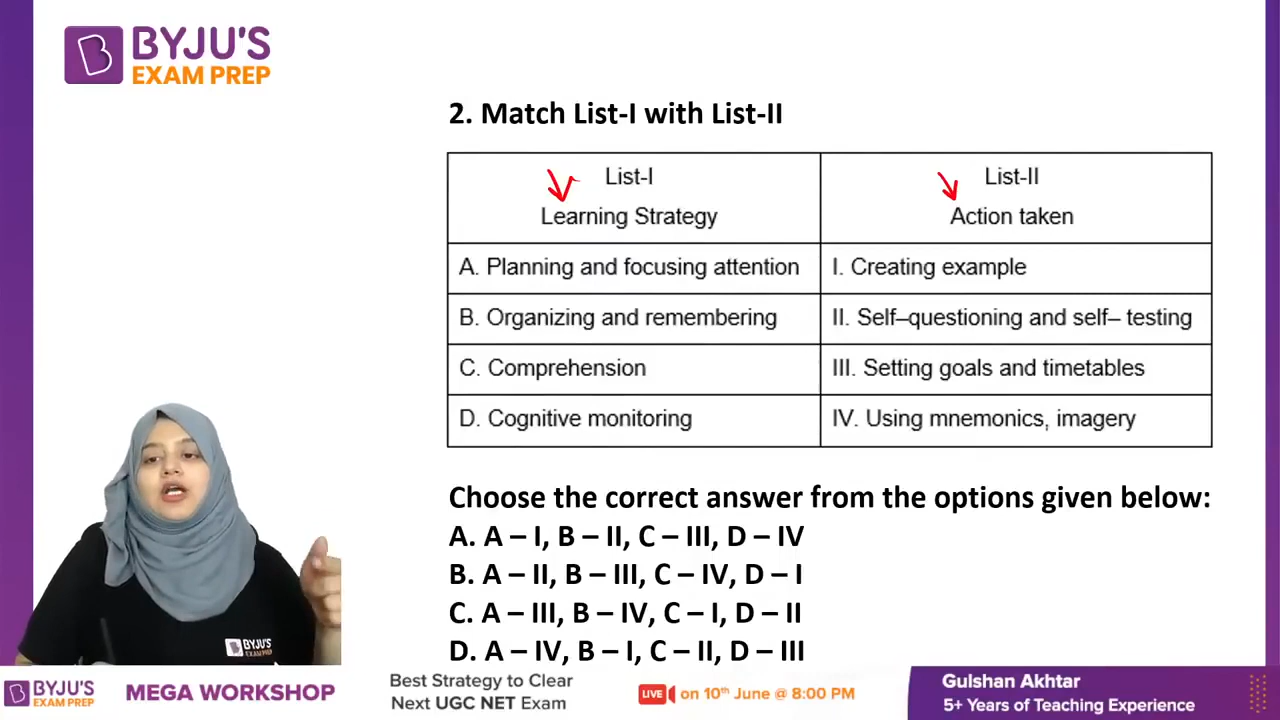 BYJU'S
EXAM PREP
2. Match List-I with List-II
List-I
Learning Strategy
List-II
Action taken
A. Planning and focusing attention
I. Creating example
B. Organizing and remembering
II. Self–questioning and self– testing
C. Comprehension
III. Setting goals and timetables
D. Cognitive monitoring
IV. Using mnemonics, imagery
Choose the correct answer from the options given below:
A. A – I, B – II, C – III, D – IV
B. A – II, B – III, C – IV, D – I
C. A – III, B – IV, C – I, D – II
D. A – IV, B – I, C – II, D – III
BYJU'S
EXAM PREP
BYJU'S
EXAM PREP
MEGA WORKSHOP
Best Strategy to Clear
Next UGC NET Exam
LIVE
on 10th June @ 8:00 PM
Gulshan Akhtar
5+ Years of Teaching Experience